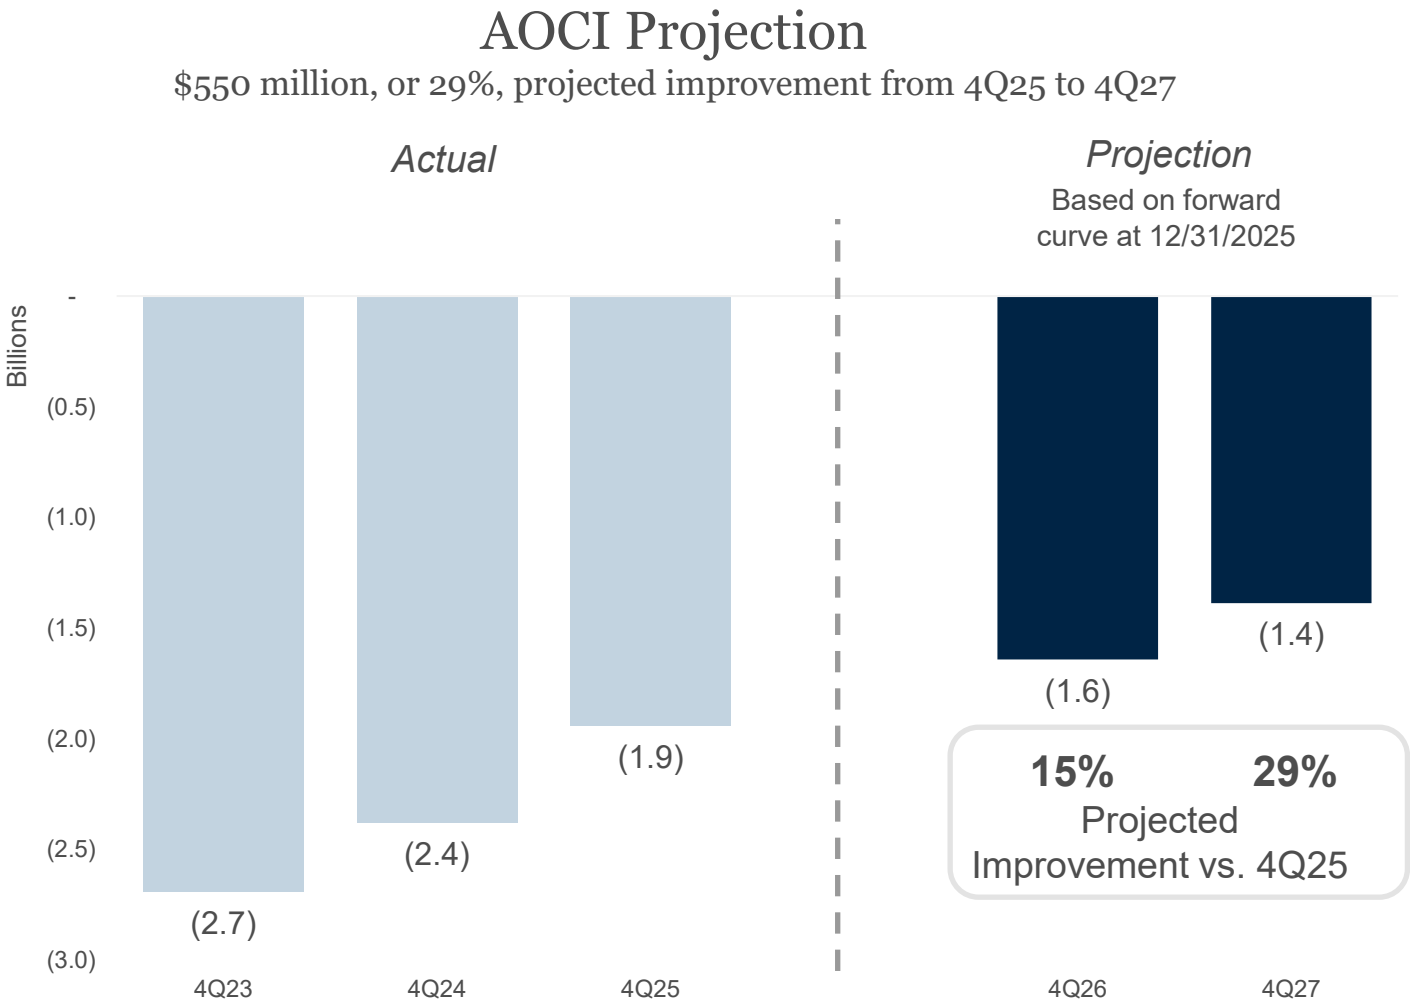 AOCI Projection
$550 million, or 29%, projected improvement from 4Q25 to 4Q27
Actual
Projection
Based on forward
curve at 12/31/2025
Billions
-
(0.5)
(1.0)
(1.5)
(2.0)
(2.5)
(3.0)
(2.7)
(2.4)
(1.9)
(1.6)
(1.4)
15% 29%
Projected
Improvement vs. 4Q25
4Q23 4Q24 4Q25 4Q26 4Q27